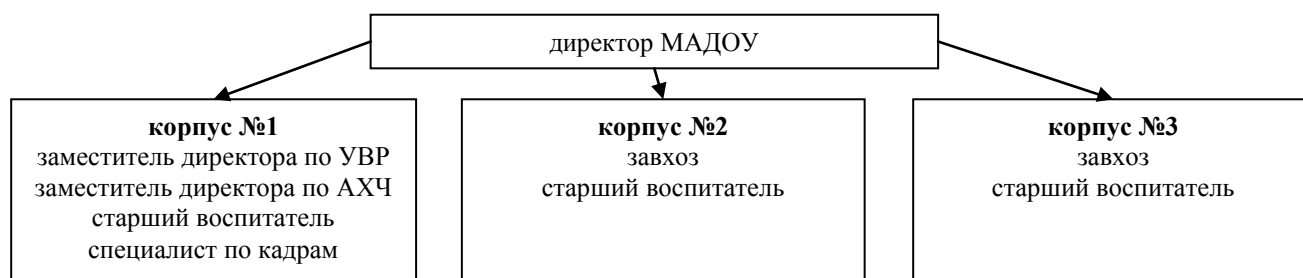 директор МАДОУ
корпус №1
заместитель директора по УВР
заместитель директора по АХЧ
старший воспитатель
специалист по кадрам
корпус №2
завхоз
старший воспитатель
корпус №3
завхоз
старший воспитатель